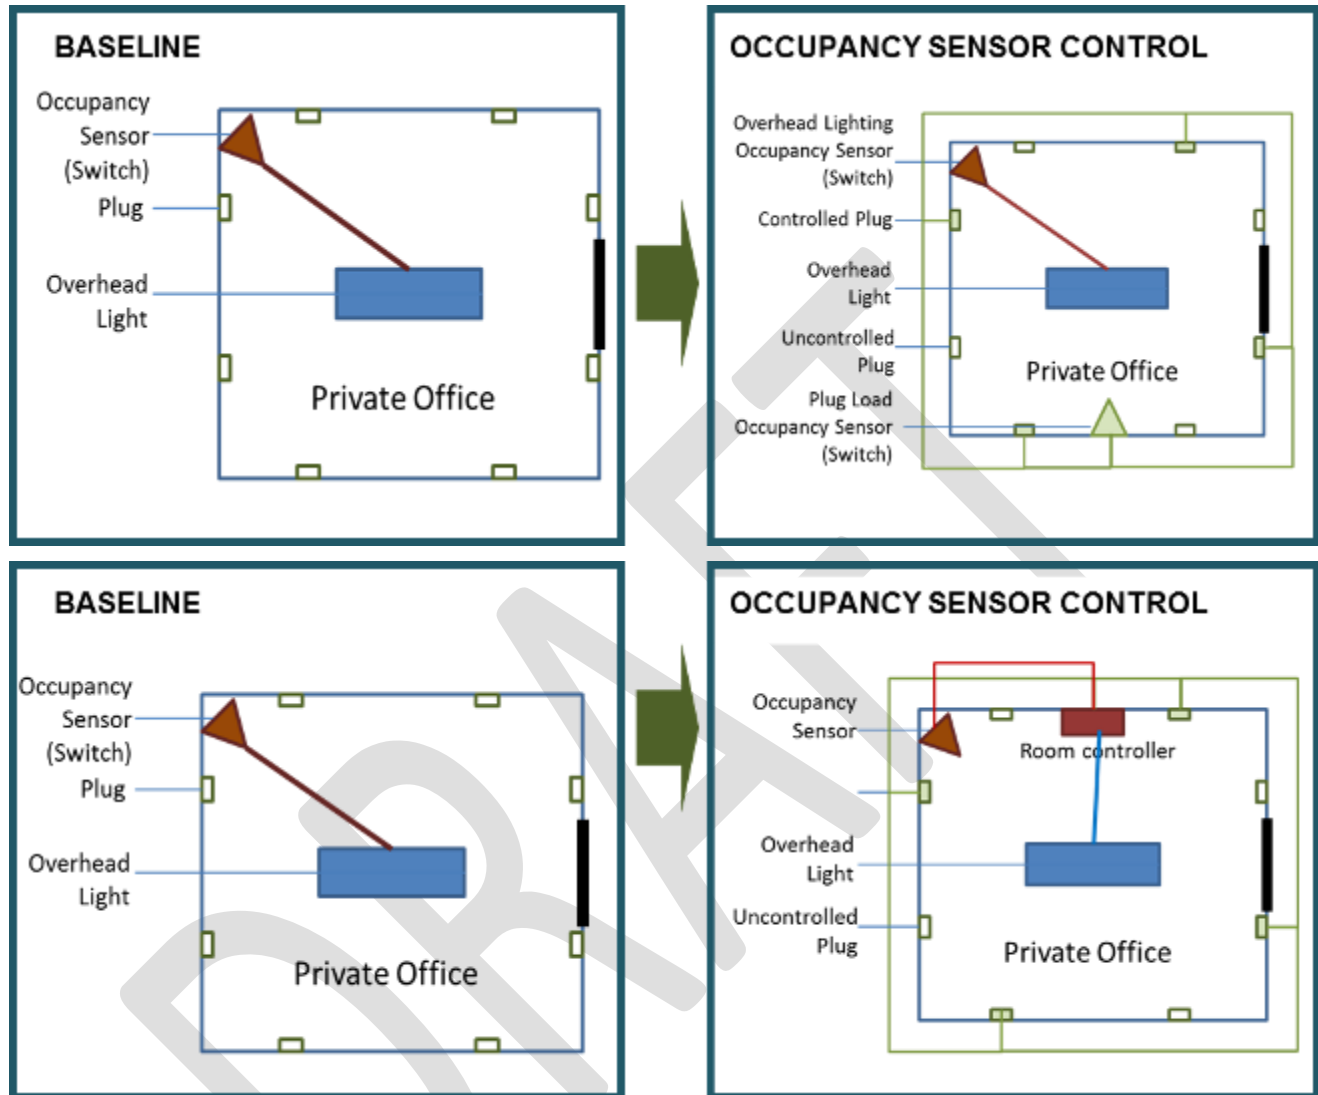 BASELINE
Occupancy
Sensor
(Switch)
Plug
Overhead
Light
Private Office
OCCUPANCY SENSOR CONTROL
Overhead Lighting
Occupancy Sensor
(Switch)
Controlled Plug
Overhead
Light
Uncontrolled
Plug
Private Office
Plug Load
Occupancy Sensor
(Switch)
BASELINE
Occupancy
Sensor
(Switch)
Plug
Overhead
Light
Private Office
OCCUPANCY SENSOR CONTROL
Occupancy
Sensor
Room controller
Overhead
Light
Uncontrolled
Plug
Private Office
DRAFT